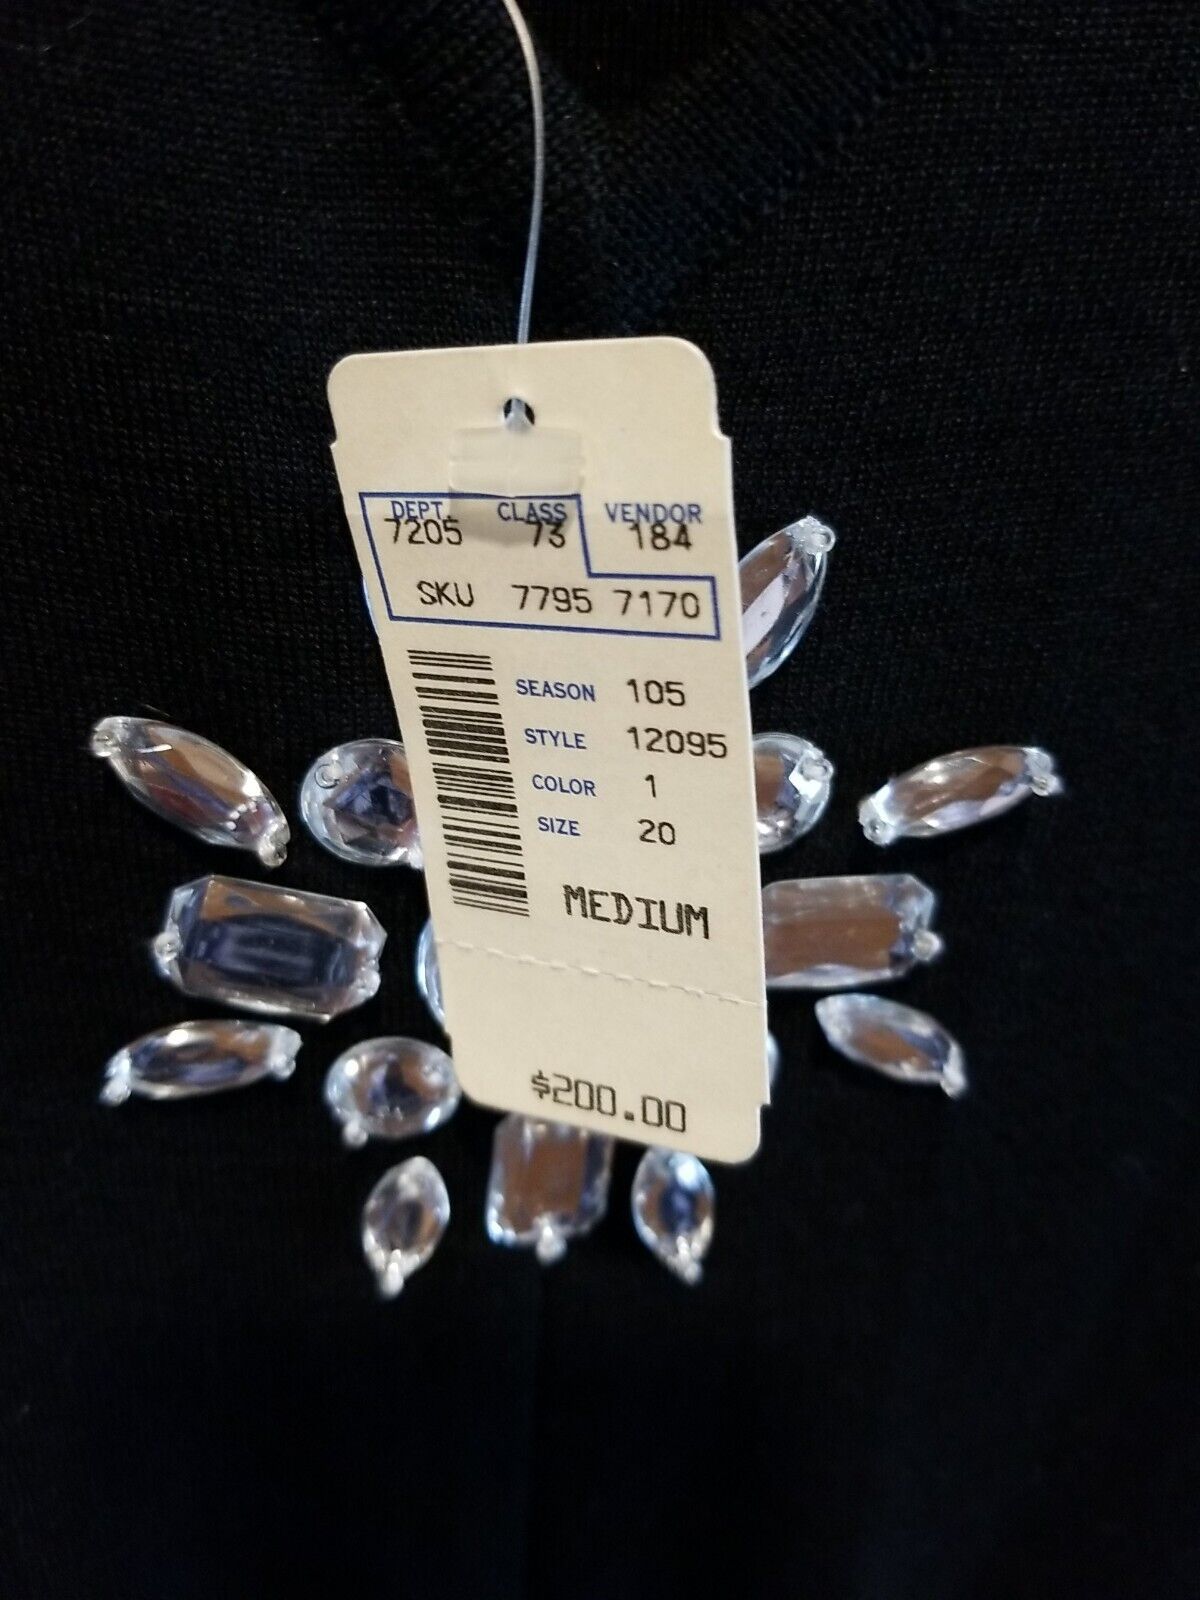 DEPT. CLASS VENDOR
7205 73 184
SKU 7795 7170
SEASON 105
STYLE 12095
COLOR 1
SIZE 20
MEDIUM
$200.00